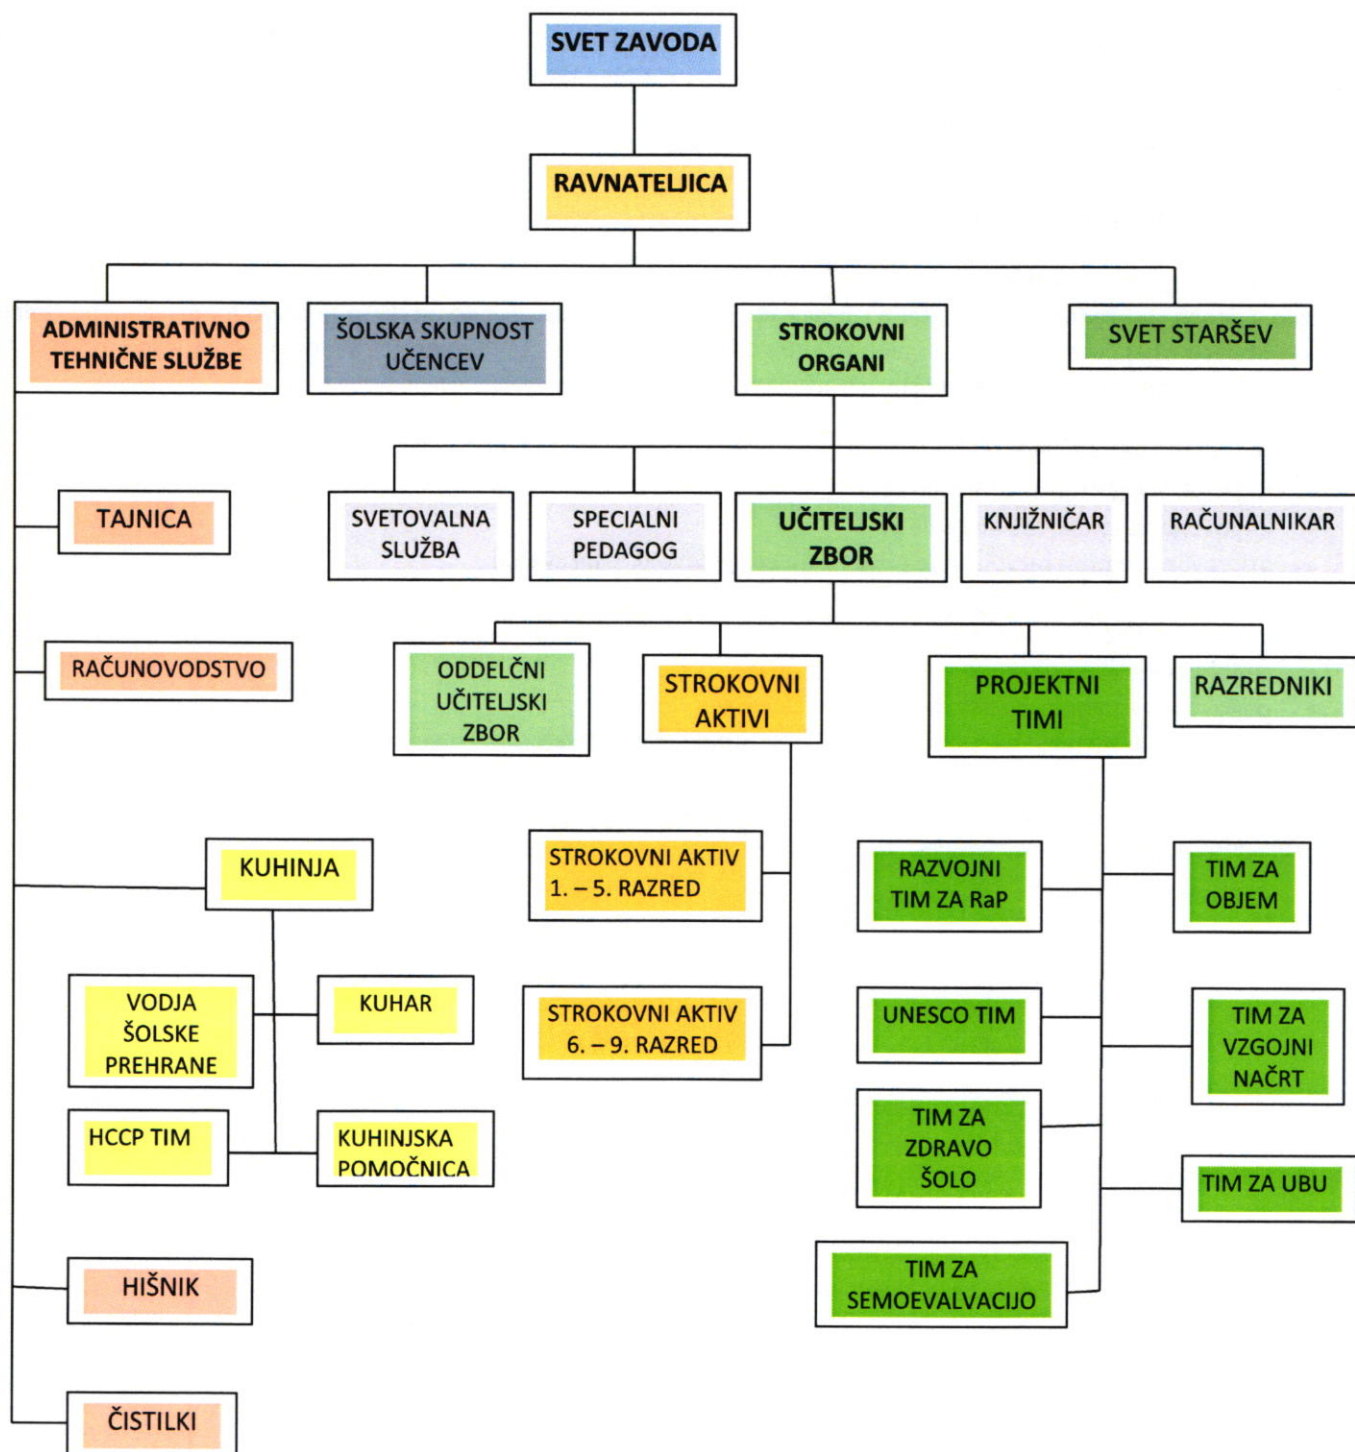 SVET ZAVODA
RAVNATELJICA
ADMINISTRATIVNO
TEHNIČNE SLUŽBE
ŠOLSKA SKUPNOST
UČENCEV
STROKOVNI
ORGANI
SVET STARŠEV
TAJNICA
SVETOVALNA
SLUŽBA
SPECIALNI
PEDAGOG
UČITELJSKI
ZBOR
KNJIŽNIČAR
RAČUNALNIKAR
RAČUNOVODSTVO
ODDELČNI
UČITELJSKI
ZBOR
STROKOVNI
AKTIVI
PROJEKTNI
TIMI
RAZREDNIKI
KUHINJA
STROKOVNI AKTIV
1. – 5. RAZRED
RAZVOJNI
TIM ZA RaP
TIM ZA
OBJEM
VODJA
ŠOLSKE
PREHRANE
KUHAR
STROKOVNI AKTIV
6. – 9. RAZRED
UNESCO TIM
TIM ZA
VZGOJNI
NAČRT
HCCP TIM
KUHINJSKA
POMOČNICA
TIM ZA
ZDRAVO
ŠOLO
TIM ZA UBU
HIŠNIK
TIM ZA
SEMOEVALVACIJO
ČISTILKI